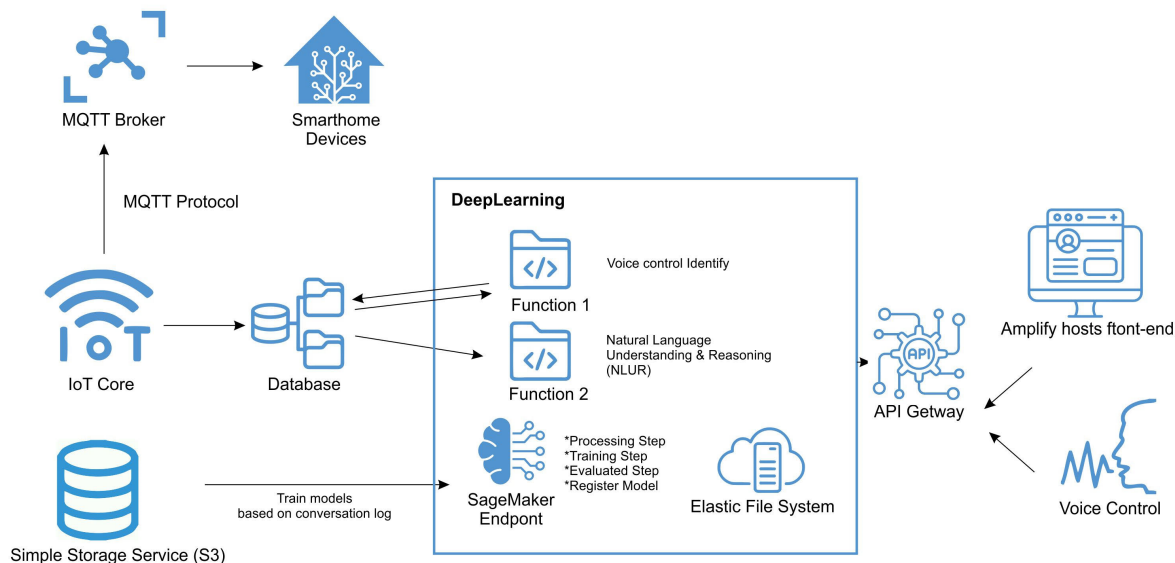 MQTT Broker
Smarthome
Devices
MQTT Protocol
IoT
IoT Core
Database
DeepLearning
</>
Function 1
Voice control Identify
</>
Function 2
Natural Language
Understanding & Reasoning
(NLUR)
SageMaker
Endpont
*Processing Step
*Training Step
*Evaluated Step
*Register Model
Elastic File System
Train models
based on conversation log
Simple Storage Service (S3)
API
API Getway
Amplify hosts ftont-end
Voice Control